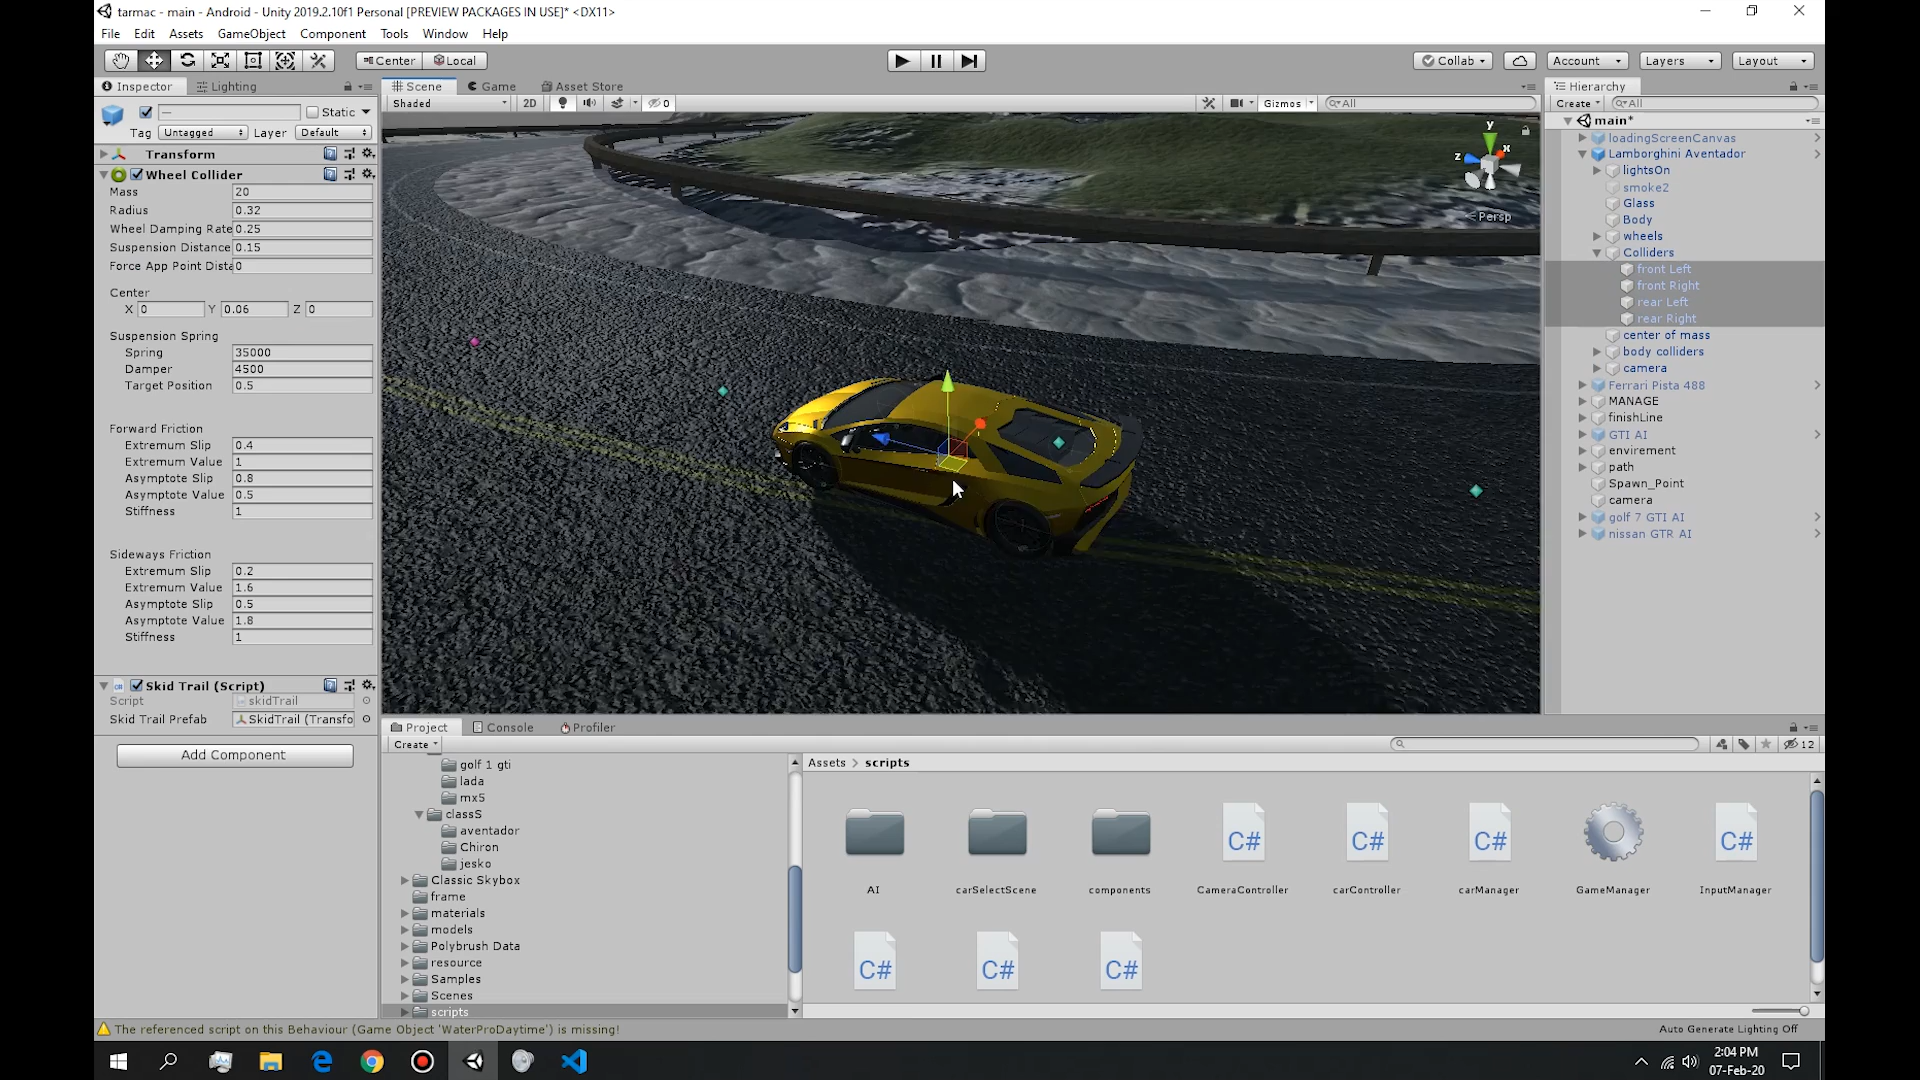 tarmac - main - Android - Unity 2019.2.10f1 Personal [PREVIEW PACKAGES IN USE]* <DX11>
File Edit Assets GameObject Component Tools Window Help
Center Local Collab Account Layers Layout
Inspector Lighting
Static
Tag Untagged Layer Default
Transform
Wheel Collider
Mass 20
Radius 0.32
Wheel Damping Rate 0.25
Suspension Distance 0.15
Force App Point Dista 0
Center
X 0 Y 0.06 Z 0
Suspension Spring
Spring 35000
Damper 4500
Target Position 0.5
Forward Friction
Extremum Slip 0.4
Extremum Value 1
Asymptote Slip 0.8
Asymptote Value 0.5
Stiffness 1
Sideways Friction
Extremum Slip 0.2
Extremum Value 1.6
Asymptote Slip 0.5
Asymptote Value 1.8
Stiffness 1
Skid Trail (Script)
Script skidTrail
Skid Trail Prefab SkidTrail (Transfo
Add Component
Scene Game Asset Store
Shaded 2D 0 Gizmos All
y
x
z
Persp
Hierarchy
Create All
main*
loadingScreenCanvas
Lamborghini Aventador
lightsOn
smoke2
Glass
Body
wheels
Colliders
front Left
front Right
rear Left
rear Right
center of mass
body colliders
camera
Ferrari Pista 488
MANAGE
finishLine
GTI AI
envirement
path
Spawn_Point
camera
golf 7 GTI AI
nissan GTR AI
Project Console Profiler
Create 12
golf 1 gti
lada
mx5
classS
aventador
Chiron
jesko
Classic Skybox
frame
materials
models
Polybrush Data
resource
Samples
Scenes
scripts
Assets > scripts
C# C# C# C#
AI carSelectScene components CameraController carController carManager GameManager InputManager
C# C# C#
The referenced script on this Behaviour (Game Object 'WaterProDaytime') is missing!
Auto Generate Lighting Off
2:04 PM
07-Feb-20